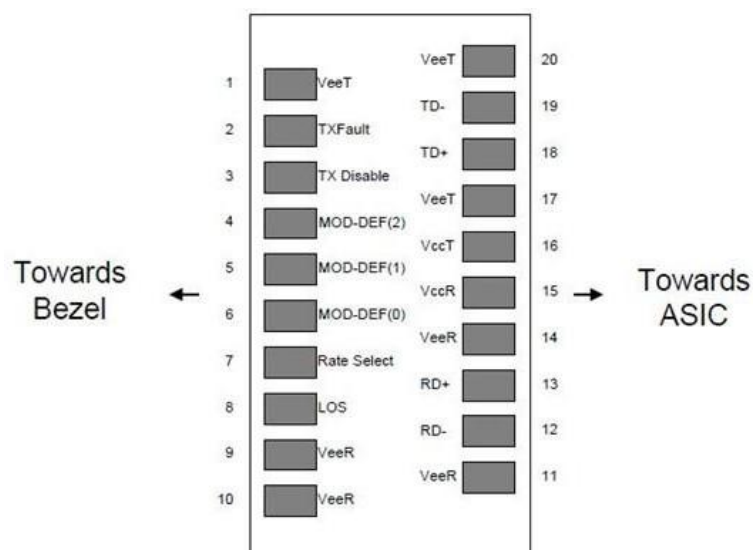 1 VeeT
2 TXFault
3 TX Disable
4 MOD-DEF(2)
5 MOD-DEF(1)
6 MOD-DEF(0)
7 Rate Select
8 LOS
9 VeeR
10 VeeR
VeeT 20
TD- 19
TD+ 18
VeeT 17
VccT 16
VccR 15
VeeR 14
RD+ 13
RD- 12
VeeR 11
Towards
Bezel
Towards
ASIC